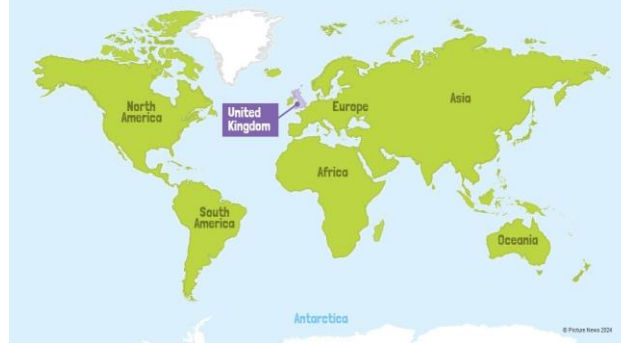 North
America
United
Kingdom
Europe
Asia
Africa
South
America
Oceania
Antarctica
© Picture News 2024